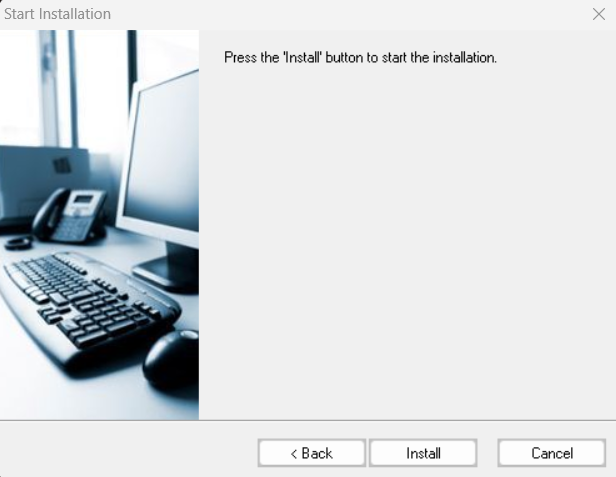 Start Installation
Press the 'Install' button to start the installation.
< Back
Install
Cancel